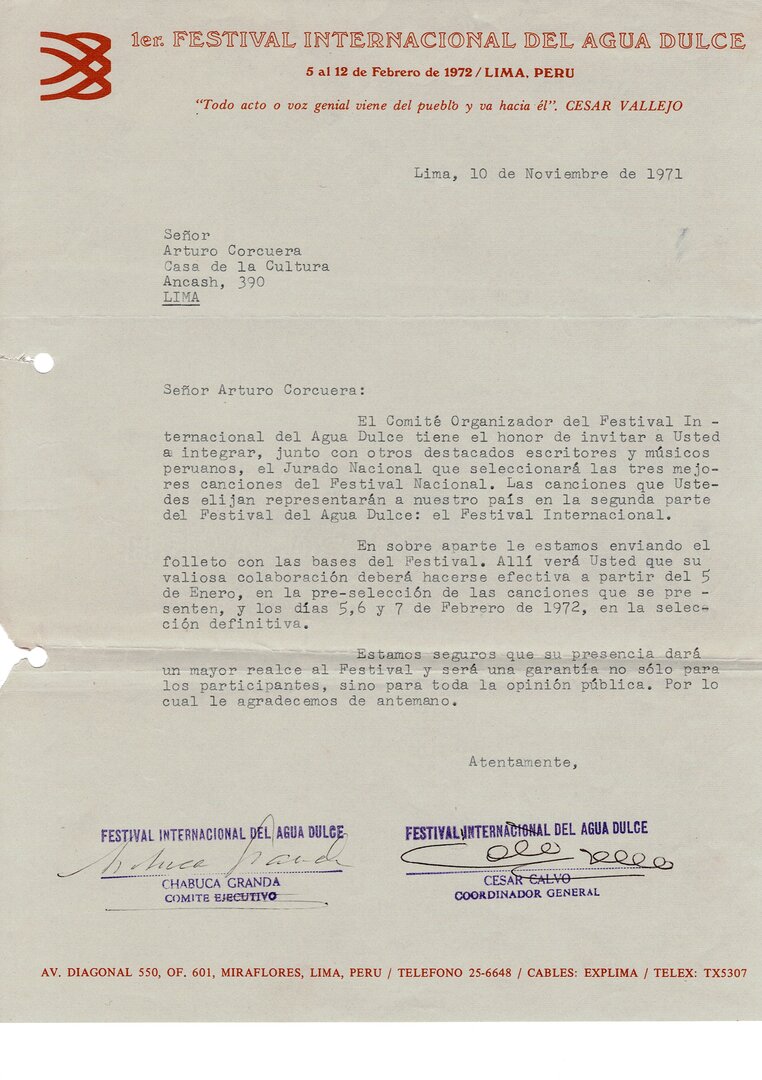 1er. FESTIVAL INTERNACIONAL DEL AGUA DULCE
5 al 12 de Febrero de 1972 / LIMA, PERU
"Todo acto o voz genial viene del pueblo y va hacia él". CESAR VALLEJO
Lima, 10 de Noviembre de 1971
Señor
Arturo Corcuera
Casa de la Cultura
Ancash, 390
LIMA
Señor Arturo Corcuera:
El Comité Organizador del Festival In -
ternacional del Agua Dulce tiene el honor de invitar a Usted
a integrar, junto con otros destacados escritores y músicos
peruanos, el Jurado Nacional que seleccionará las tres mejo-
res canciones del Festival Nacional. Las canciones que Uste-
des elijan representarán a nuestro país en la segunda parte
del Festival del Agua Dulce: el Festival Internacional.
En sobre aparte le estamos enviando el
folleto con las bases del Festival. Allí verá Usted que su
valiosa colaboración deberá hacerse efectiva a partir del 5
de Enero, en la pre-selección de las canciones que se pre -
senten, y los días 5,6 y 7 de Febrero de 1972, en la selec-
ción definitiva.
Estamos seguros que su presencia dará
un mayor realce al Festival y será una garantía no sólo para
los participantes, sino para toda la opinión pública. Por lo
cual le agradecemos de antemano.
Atentamente,
FESTIVAL INTERNACIONAL DEL AGUA DULCE
Chabuca Granda
CHABUCA GRANDA
COMITE EJECUTIVO
FESTIVAL INTERNACIONAL DEL AGUA DULCE
CESAR CALVO
COORDINADOR GENERAL
AV. DIAGONAL 550, OF. 601, MIRAFLORES, LIMA, PERU / TELEFONO 25-6648 / CABLES: EXPLIMA / TELEX: TX5307